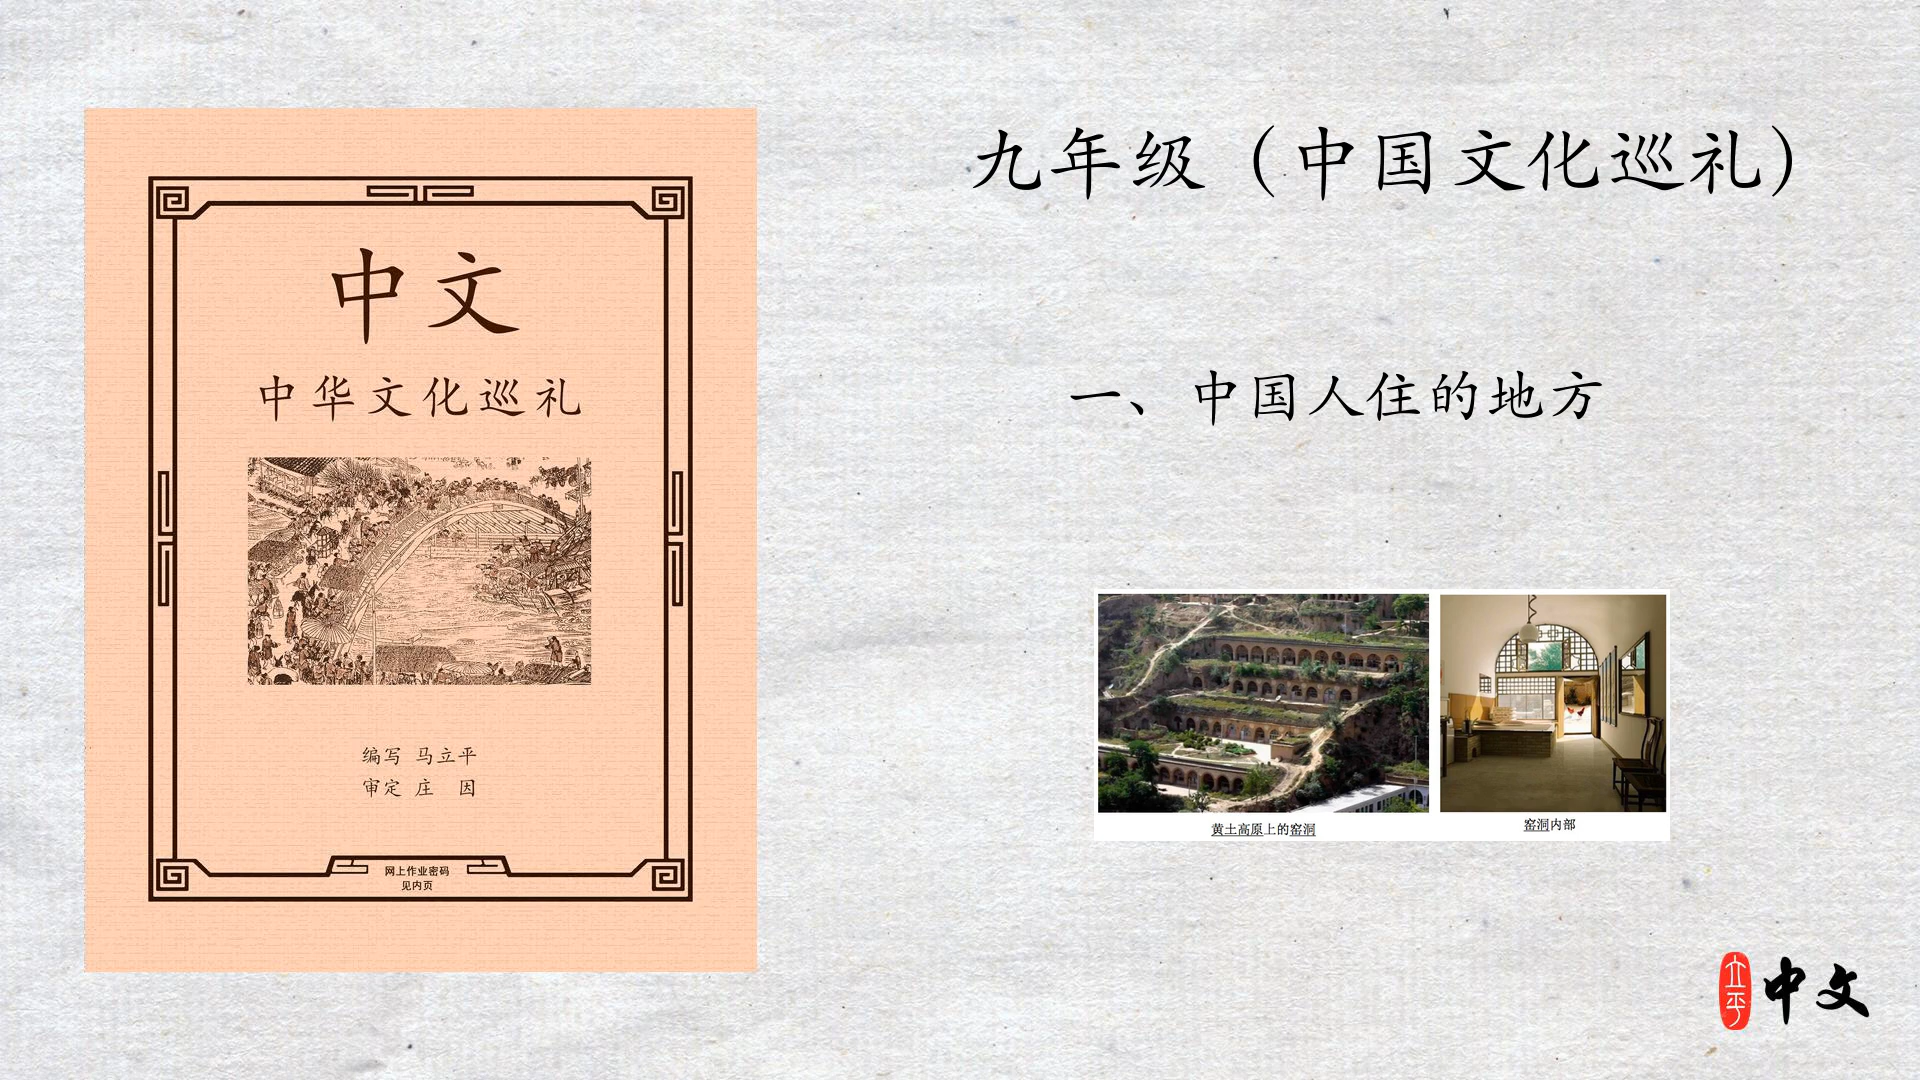 中文
中华文化巡礼
编写 马立平
审定 庄 因
网上作业密码
见内页
九年级（中国文化巡礼）
一、中国人住的地方
黄土高原上的窑洞
窑洞内部
立平
中文